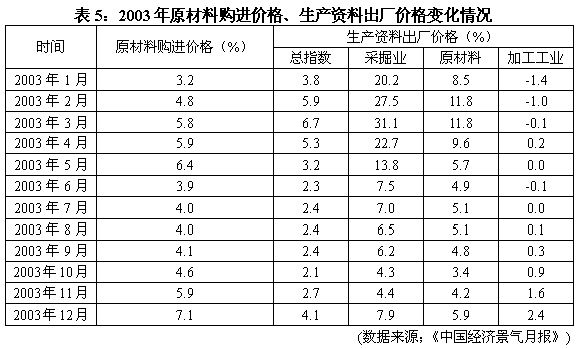 表 5：2003 年原材料购进价格、生产资料出厂价格变化情况
时间 原材料购进价格（%） 生产资料出厂价格（%）
总指数 采掘业 原材料 加工工业
2003 年 1 月 3.2 3.8 20.2 8.5 -1.4
2003 年 2 月 4.8 5.9 27.5 11.8 -1.0
2003 年 3 月 5.8 6.7 31.1 11.8 -0.1
2003 年 4 月 5.9 5.3 22.7 9.6 0.2
2003 年 5 月 6.4 3.2 13.8 5.7 0.0
2003 年 6 月 3.9 2.3 7.5 4.9 -0.1
2003 年 7 月 4.0 2.4 7.0 5.1 0.0
2003 年 8 月 4.0 2.4 6.5 5.1 0.1
2003 年 9 月 4.1 2.4 6.2 4.8 0.3
2003 年 10 月 4.6 2.1 4.3 3.4 0.9
2003 年 11 月 5.9 2.7 4.4 4.2 1.6
2003 年 12 月 7.1 4.1 7.9 5.9 2.4
(数据来源：《中国经济景气月报》)